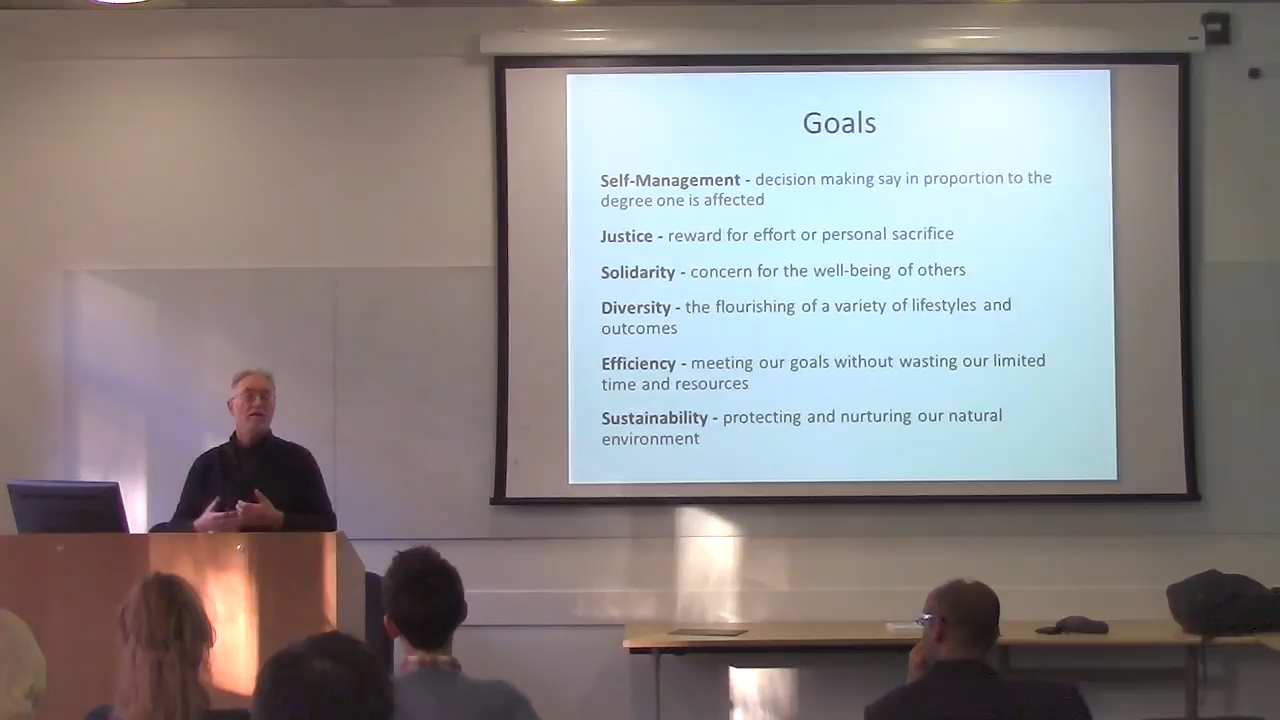 Goals
Self-Management - decision making say in proportion to the
degree one is affected
Justice - reward for effort or personal sacrifice
Solidarity - concern for the well-being of others
Diversity - the flourishing of a variety of lifestyles and
outcomes
Efficiency - meeting our goals without wasting our limited
time and resources
Sustainability - protecting and nurturing our natural
environment